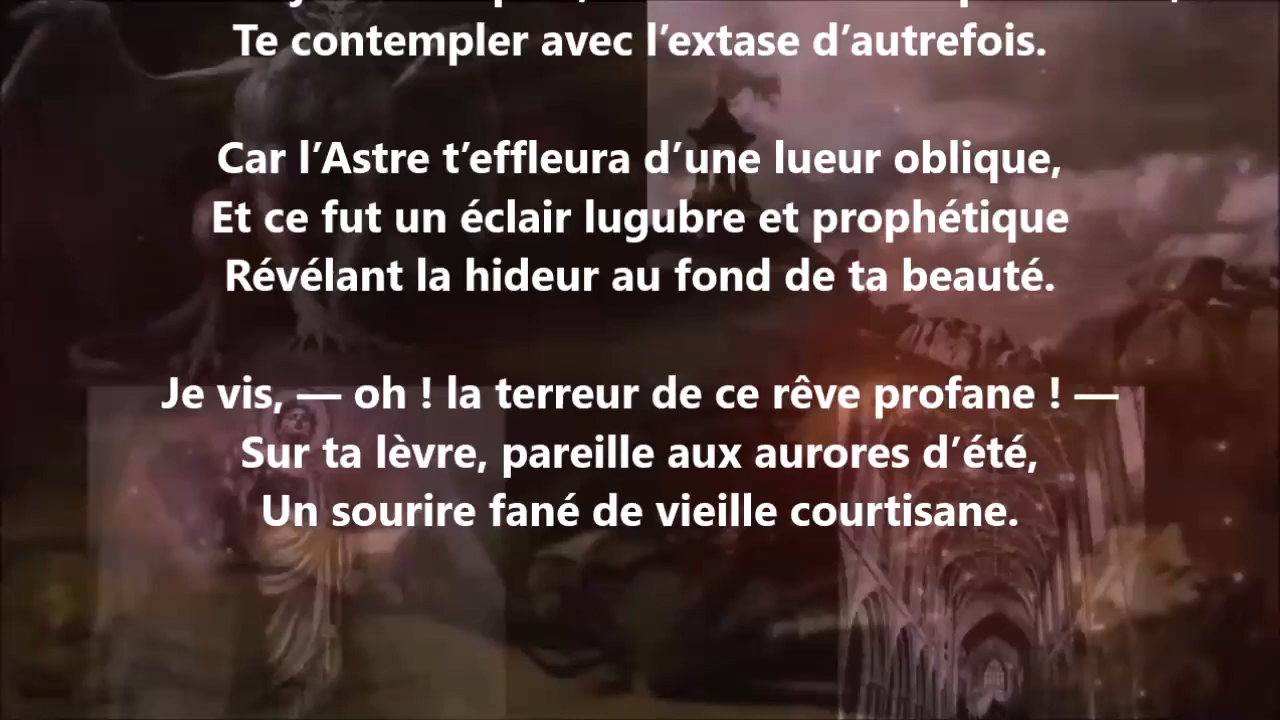 Te contempler avec l’extase d’autrefois.
Car l’Astre t’effleura d’une lueur oblique,
Et ce fut un éclair lugubre et prophétique
Révélant la hideur au fond de ta beauté.
Je vis, — oh ! la terreur de ce rêve profane ! —
Sur ta lèvre, pareille aux aurores d’été,
Un sourire fané de vieille courtisane.